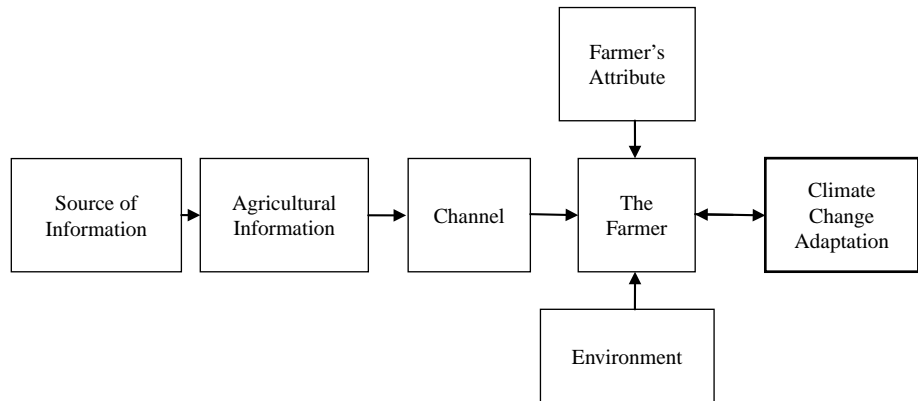 Farmer’s
Attribute
Source of
Information
Agricultural
Information
Channel
The
Farmer
Climate
Change
Adaptation
Environment